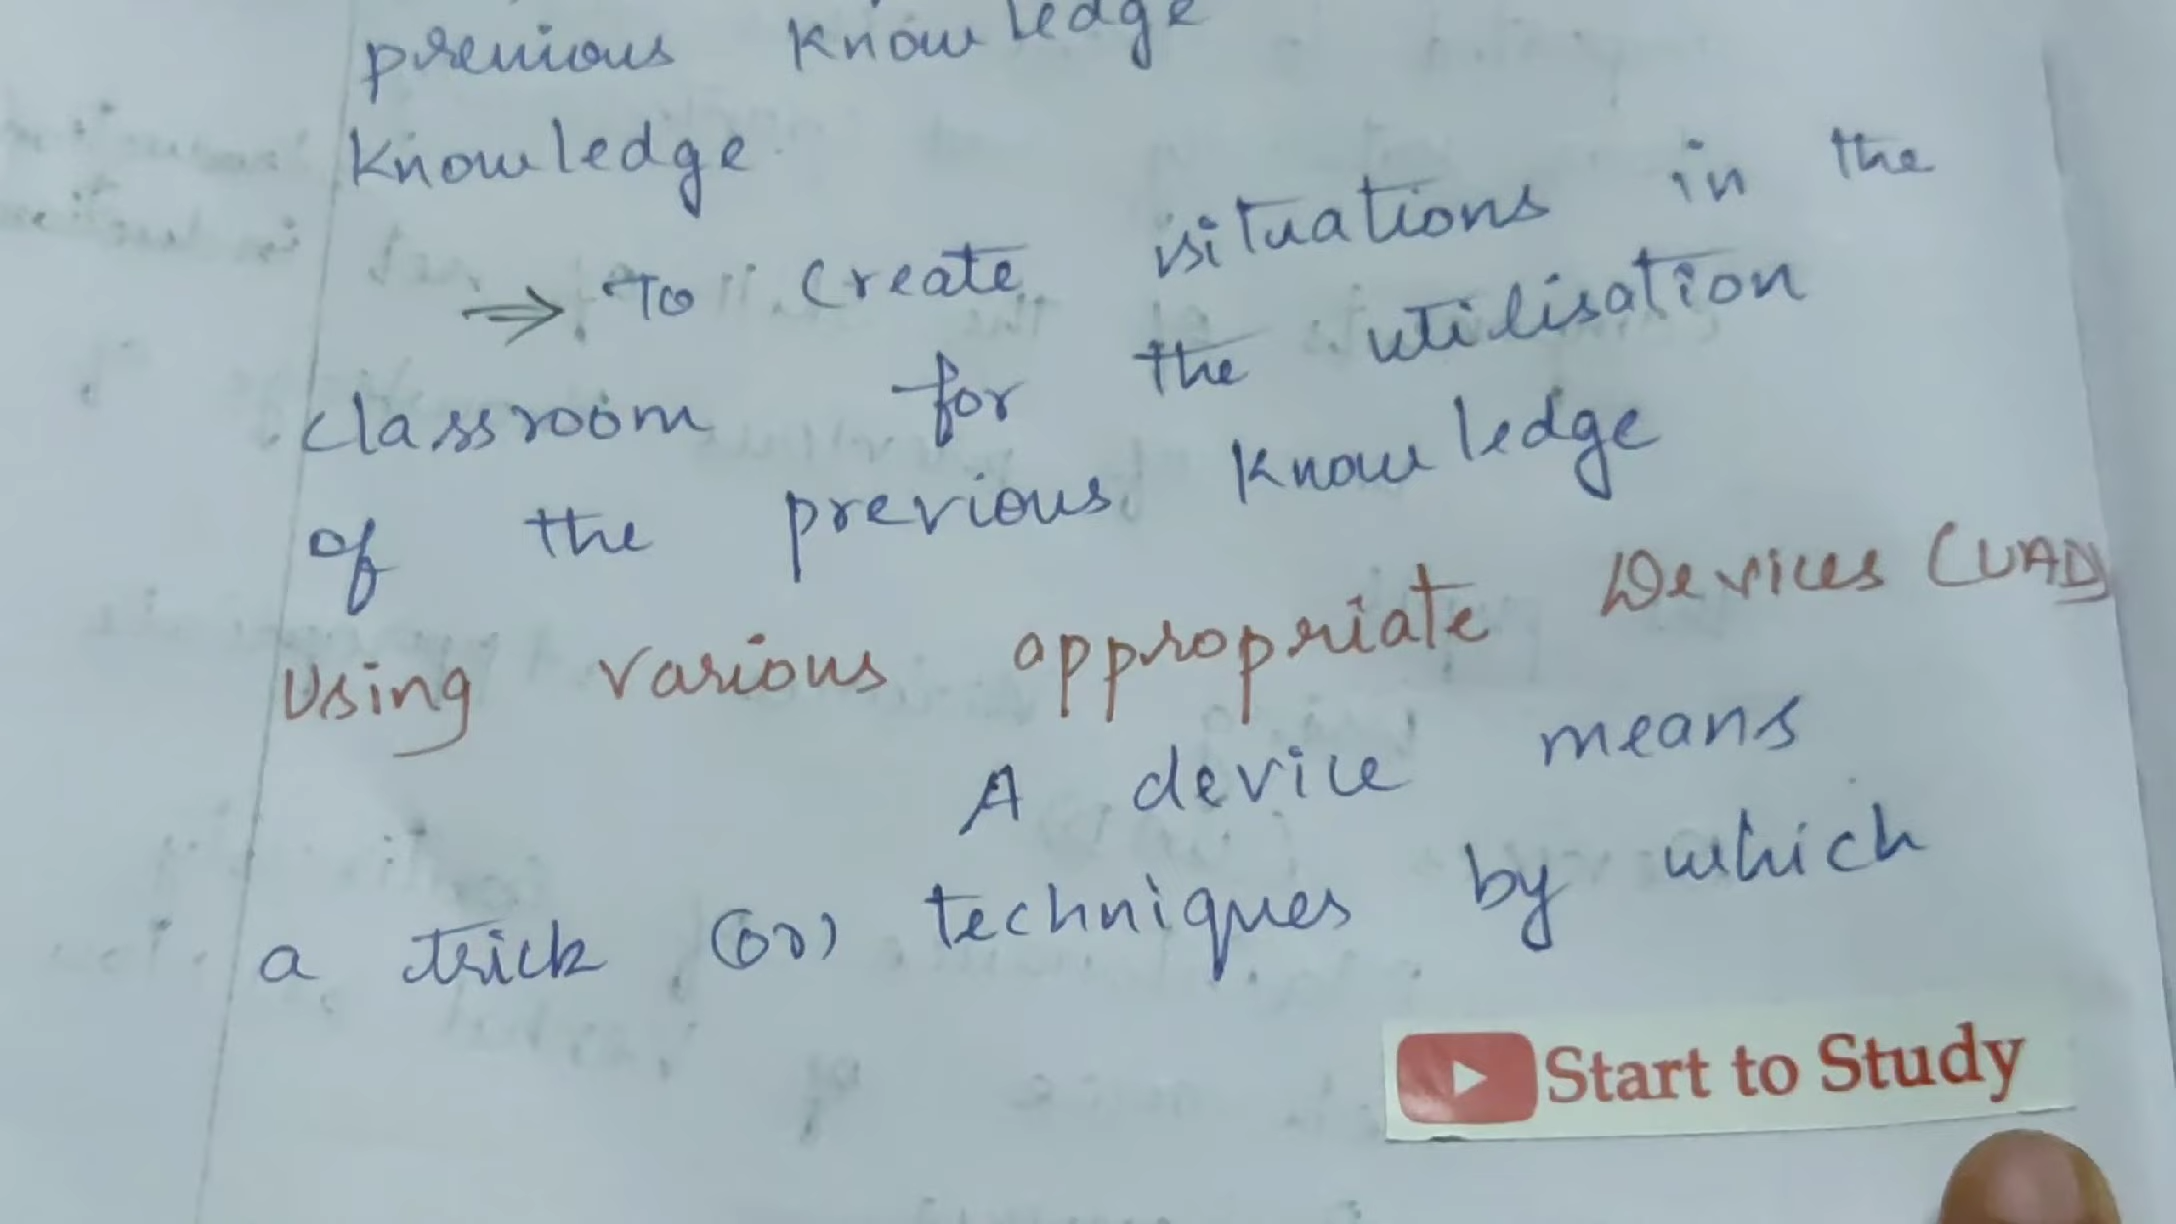 previous knowledge
knowledge
⇒ To create situations in the
classroom for the utilisation
of the previous knowledge
Using various appropriate Devices (UAD)
A device means
a trick (or) techniques by which
Start to Study